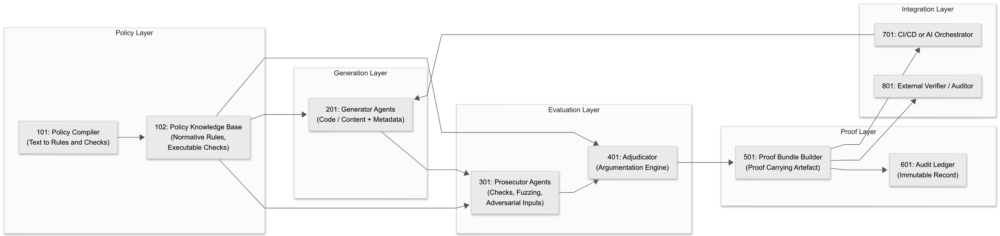 Policy Layer
101: Policy Compiler
(Text to Rules and Checks)
102: Policy Knowledge Base
(Normative Rules,
Executable Checks)
Generation Layer
201: Generator Agents
(Code / Content + Metadata)
Evaluation Layer
301: Prosecutor Agents
(Checks, Fuzzing,
Adversarial Inputs)
401: Adjudicator
(Argumentation Engine)
Proof Layer
501: Proof Bundle Builder
(Proof Carrying Artefact)
601: Audit Ledger
(Immutable Record)
Integration Layer
701: CI/CD or AI Orchestrator
801: External Verifier / Auditor